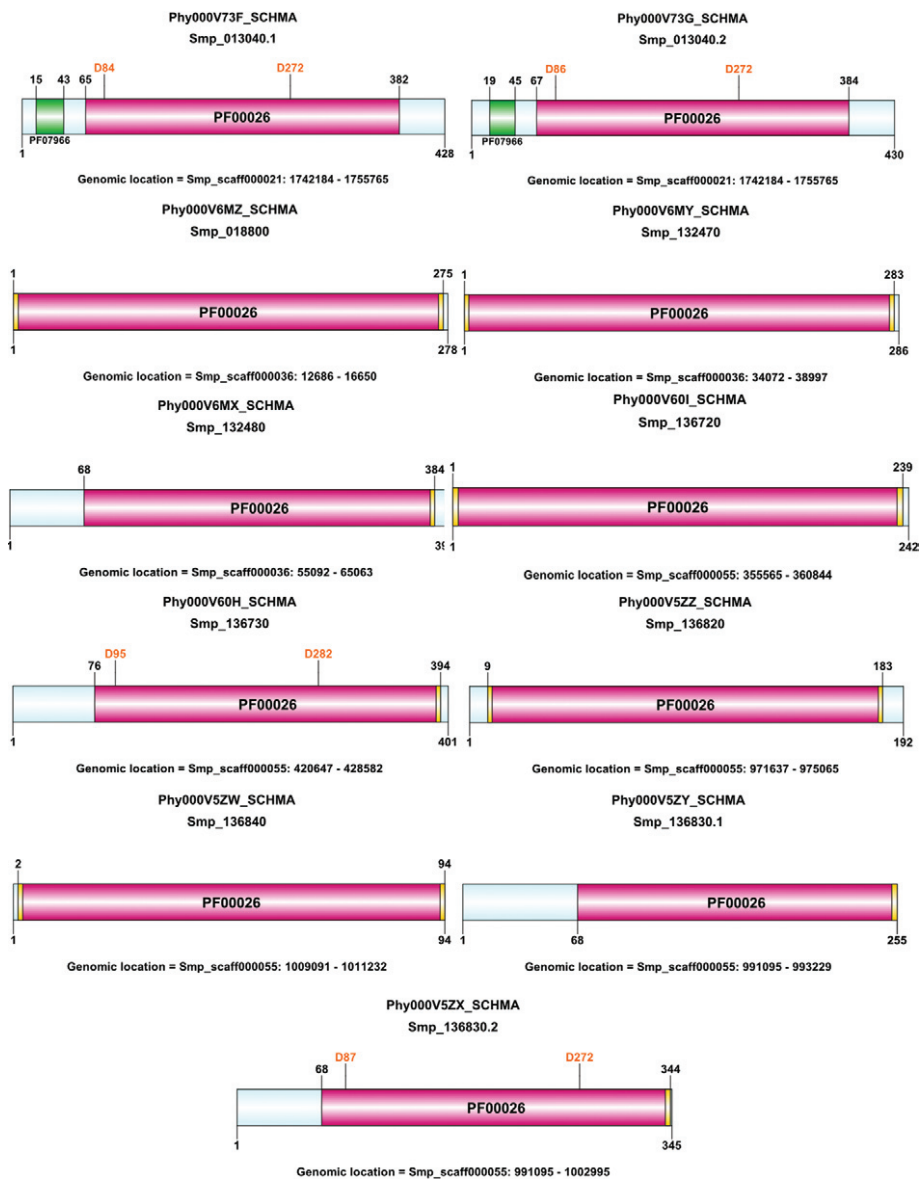 Phy000V73F_SCHMA
Smp_013040.1
D84 D272
15 43 65 382
PF00026
PF07966
1 428
Genomic location = Smp_scaff000021: 1742184 - 1755765
Phy000V73G_SCHMA
Smp_013040.2
D86 D272
19 45 67 384
PF00026
PF07966
1 430
Genomic location = Smp_scaff000021: 1742184 - 1755765
Phy000V6MZ_SCHMA
Smp_018800
1 275
PF00026
1 278
Genomic location = Smp_scaff000036: 12686 - 16650
Phy000V6MY_SCHMA
Smp_132470
1 283
PF00026
1 286
Genomic location = Smp_scaff000036: 34072 - 38997
Phy000V6MX_SCHMA
Smp_132480
68 384
PF00026
1 39
Genomic location = Smp_scaff000036: 55092 - 65063
Phy000V60I_SCHMA
Smp_136720
1 239
PF00026
1 242
Genomic location = Smp_scaff000055: 355565 - 360844
Phy000V60H_SCHMA
Smp_136730
D95 D282
76 394
PF00026
1 401
Genomic location = Smp_scaff000055: 420647 - 428582
Phy000V5ZZ_SCHMA
Smp_136820
9 183
PF00026
1 192
Genomic location = Smp_scaff000055: 971637 - 975065
Phy000V5ZW_SCHMA
Smp_136840
2 94
PF00026
1 94
Genomic location = Smp_scaff000055: 1009091 - 1011232
Phy000V5ZY_SCHMA
Smp_136830.1
PF00026
1 68 255
Genomic location = Smp_scaff000055: 991095 - 993229
Phy000V5ZX_SCHMA
Smp_136830.2
D87 D272
68 344
PF00026
1 345
Genomic location = Smp_scaff000055: 991095 - 1002995